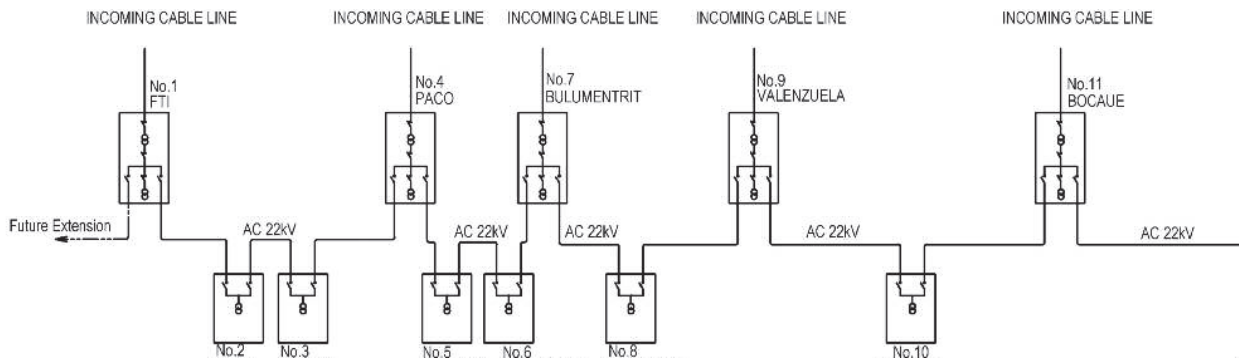 INCOMING CABLE LINE
INCOMING CABLE LINE
INCOMING CABLE LINE
INCOMING CABLE LINE
INCOMING CABLE LINE
No.1
FTI
No.4
PACO
No.7
BULUMENTRIT
No.9
VALENZUELA
No.11
BOCAUE
Future Extension
AC 22kV
AC 22kV
AC 22kV
AC 22kV
AC 22kV
No.2
No.3
No.5
No.6
No.8
No.10